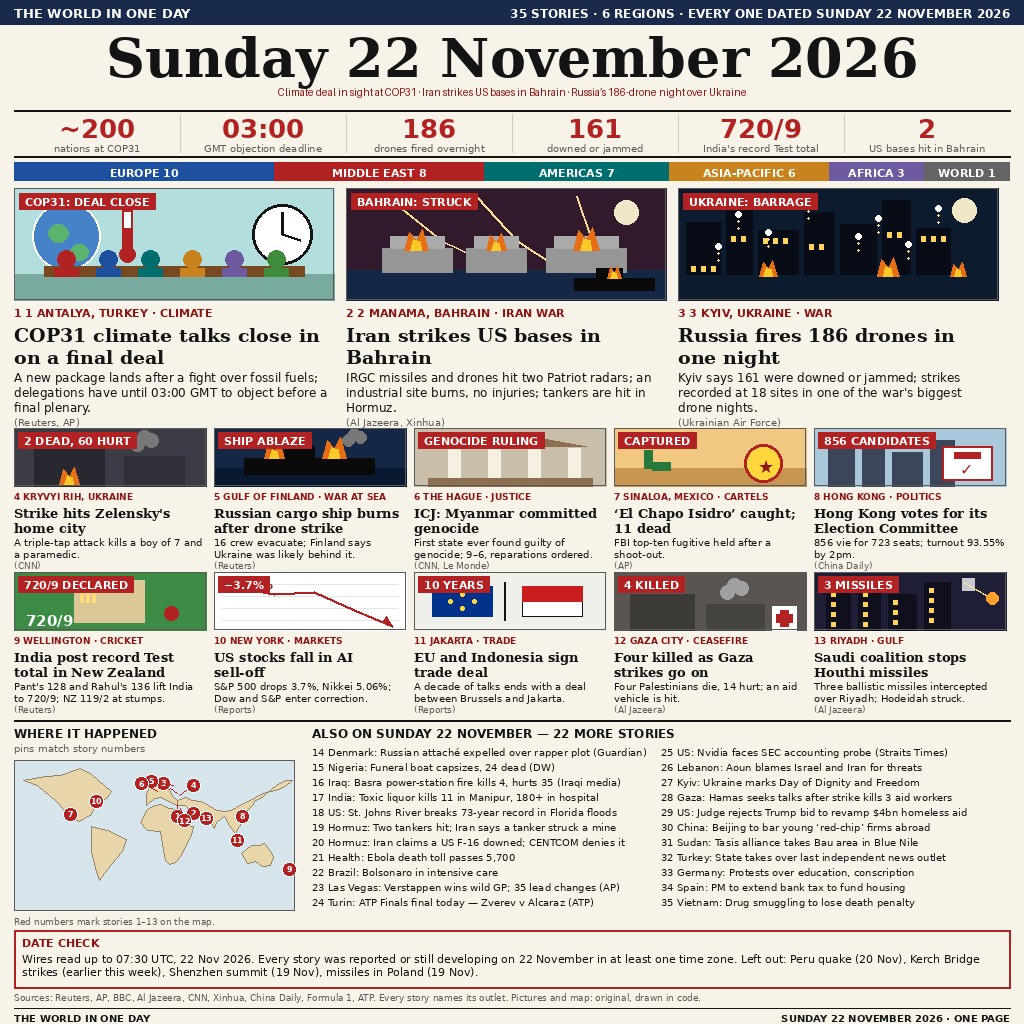 THE WORLD IN ONE DAY
35 STORIES · 6 REGIONS · EVERY ONE DATED SUNDAY 22 NOVEMBER 2026
Sunday 22 November 2026
Climate deal in sight at COP31 · Iran strikes US bases in Bahrain · Russia's 186-drone night over Ukraine
~200
nations at COP31
03:00
GMT objection deadline
186
drones fired overnight
161
downed or jammed
720/9
India's record Test total
2
US bases hit in Bahrain
EUROPE 10
MIDDLE EAST 8
AMERICAS 7
ASIA-PACIFIC 6
AFRICA 3
WORLD 1
COP31: DEAL CLOSE
1 1 ANTALYA, TURKEY · CLIMATE
COP31 climate talks close in
on a final deal
A new package lands after a fight over fossil fuels;
delegations have until 03:00 GMT to object before a
final plenary.
(Reuters, AP)
BAHRAIN: STRUCK
2 2 MANAMA, BAHRAIN · IRAN WAR
Iran strikes US bases in
Bahrain
IRGC missiles and drones hit two Patriot radars; an
industrial site burns, no injuries; tankers are hit in
Hormuz.
(Al Jazeera, Xinhua)
UKRAINE: BARRAGE
3 3 KYIV, UKRAINE · WAR
Russia fires 186 drones in
one night
Kyiv says 161 were downed or jammed; strikes
recorded at 18 sites in one of the war's biggest
drone nights.
(Ukrainian Air Force)
2 DEAD, 60 HURT
4 KRYVYI RIH, UKRAINE
Strike hits Zelensky's
home city
A triple-tap attack kills a boy of 7 and
a paramedic.
(CNN)
SHIP ABLAZE
5 GULF OF FINLAND · WAR AT SEA
Russian cargo ship burns
after drone strike
16 crew evacuate; Finland says
Ukraine was likely behind it.
(Reuters)
GENOCIDE RULING
6 THE HAGUE · JUSTICE
ICJ: Myanmar committed
genocide
First state ever found guilty of
genocide; 9–6, reparations ordered.
(CNN, Le Monde)
CAPTURED
7 SINALOA, MEXICO · CARTELS
‘El Chapo Isidro’ caught;
11 dead
FBI top-ten fugitive held after a
shoot-out.
(AP)
856 CANDIDATES
8 HONG KONG · POLITICS
Hong Kong votes for its
Election Committee
856 vie for 723 seats; turnout 93.55%
by 2pm.
(China Daily)
720/9 DECLARED
720/9
9 WELLINGTON · CRICKET
India post record Test
total in New Zealand
Pant's 128 and Rahul's 136 lift India
to 720/9; NZ 119/2 at stumps.
(Reuters)
−3.7%
10 NEW YORK · MARKETS
US stocks fall in AI
sell-off
S&P 500 drops 3.7%, Nikkei 5.06%;
Dow and S&P enter correction.
(Reports)
10 YEARS
11 JAKARTA · TRADE
EU and Indonesia sign
trade deal
A decade of talks ends with a deal
between Brussels and Jakarta.
(Reports)
4 KILLED
12 GAZA CITY · CEASEFIRE
Four killed as Gaza
strikes go on
Four Palestinians die, 14 hurt; an aid
vehicle is hit.
(Al Jazeera)
3 MISSILES
13 RIYADH · GULF
Saudi coalition stops
Houthi missiles
Three ballistic missiles intercepted
over Riyadh; Hodeidah struck.
(Al Jazeera)
WHERE IT HAPPENED
pins match story numbers
6 5 3 4
10
7
1 12 2 13 8
11
9
Red numbers mark stories 1–13 on the map.
ALSO ON SUNDAY 22 NOVEMBER — 22 MORE STORIES
14 Denmark: Russian attaché expelled over rapper plot (Guardian)
15 Nigeria: Funeral boat capsizes, 24 dead (DW)
16 Iraq: Basra power-station fire kills 4, hurts 35 (Iraqi media)
17 India: Toxic liquor kills 11 in Manipur, 180+ in hospital
18 US: St. Johns River breaks 73-year record in Florida floods
19 Hormuz: Two tankers hit; Iran says a tanker struck a mine
20 Hormuz: Iran claims a US F-16 downed; CENTCOM denies it
21 Health: Ebola death toll passes 5,700
22 Brazil: Bolsonaro in intensive care
23 Las Vegas: Verstappen wins wild GP; 35 lead changes (AP)
24 Turin: ATP Finals final today — Zverev v Alcaraz (ATP)
25 US: Nvidia faces SEC accounting probe (Straits Times)
26 Lebanon: Aoun blames Israel and Iran for threats
27 Kyiv: Ukraine marks Day of Dignity and Freedom
28 Gaza: Hamas seeks talks after strike kills 3 aid workers
29 US: Judge rejects Trump bid to revamp $4bn homeless aid
30 China: Beijing to bar young ‘red-chip’ firms abroad
31 Sudan: Tasis alliance takes Bau area in Blue Nile
32 Turkey: State takes over last independent news outlet
33 Germany: Protests over education, conscription
34 Spain: PM to extend bank tax to fund housing
35 Vietnam: Drug smuggling to lose death penalty
DATE CHECK
Wires read up to 07:30 UTC, 22 Nov 2026. Every story was reported or still developing on 22 November in at least one time zone. Left out: Peru quake (20 Nov), Kerch Bridge
strikes (earlier this week), Shenzhen summit (19 Nov), missiles in Poland (19 Nov).
Sources: Reuters, AP, BBC, Al Jazeera, CNN, Xinhua, China Daily, Formula 1, ATP. Every story names its outlet. Pictures and map: original, drawn in code.
THE WORLD IN ONE DAY
SUNDAY 22 NOVEMBER 2026 · ONE PAGE